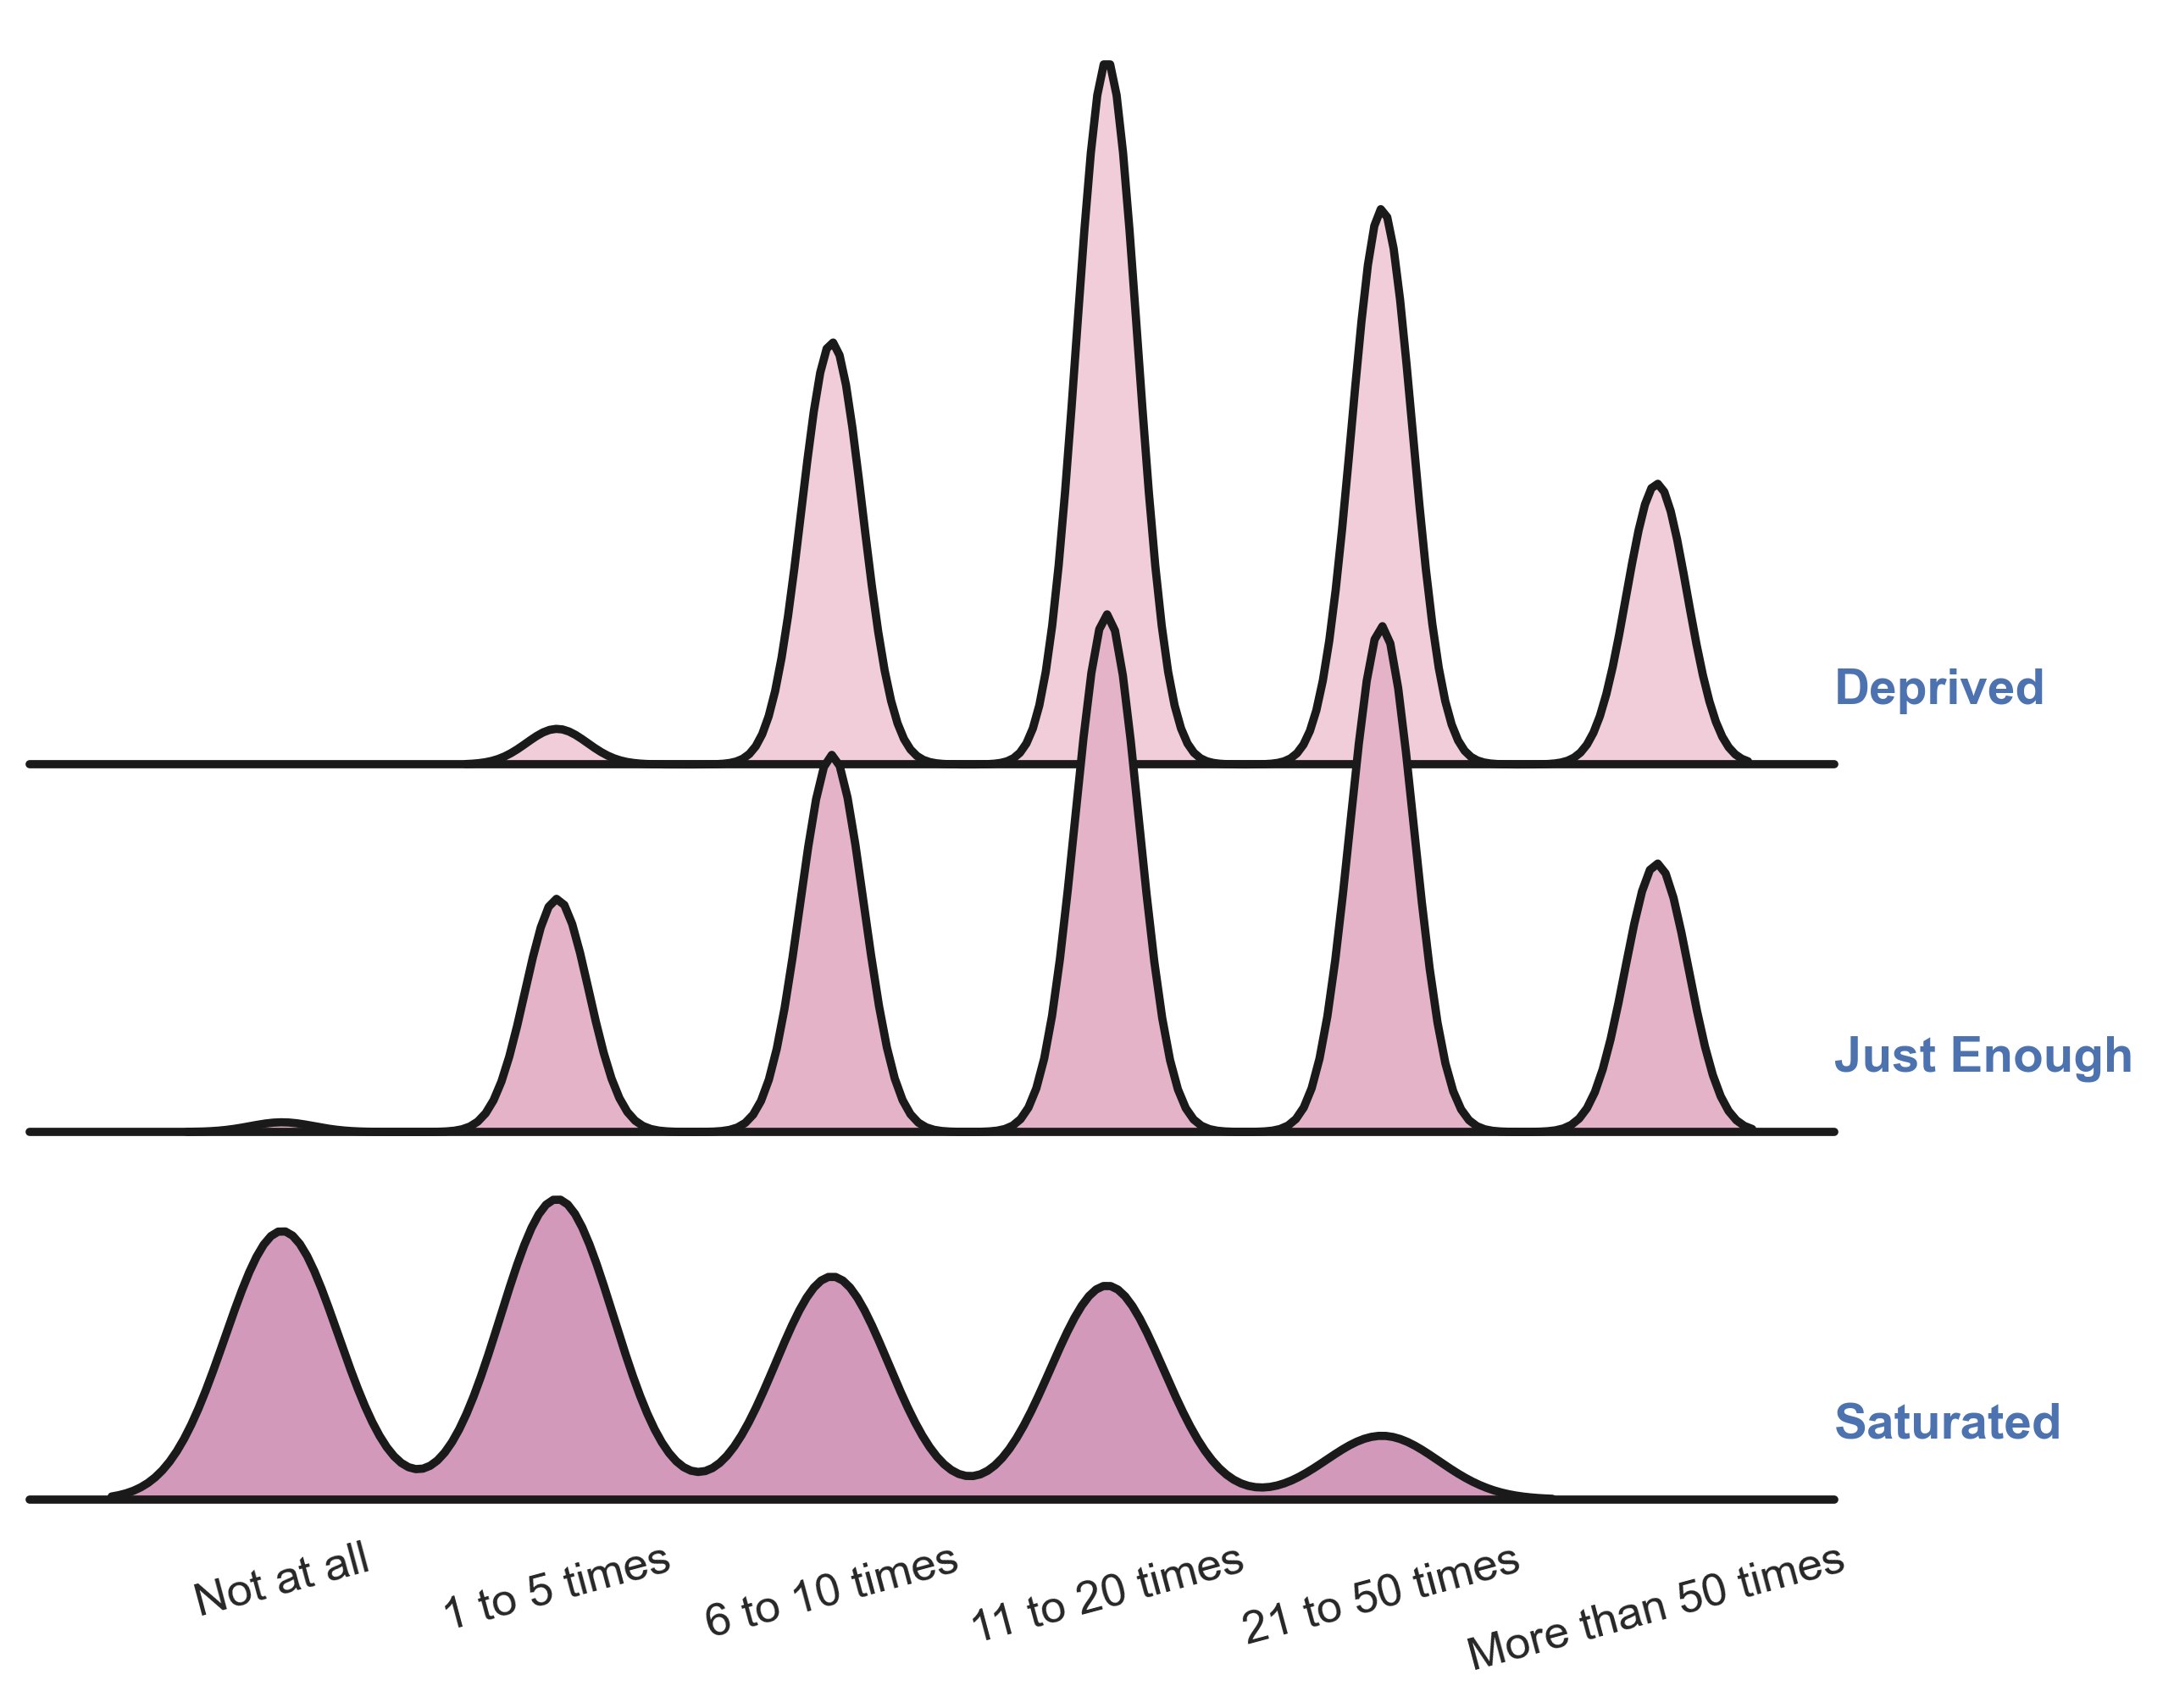 Deprived
Just Enough
Saturated
Not at all
1 to 5 times
6 to 10 times
11 to 20 times
21 to 50 times
More than 50 times